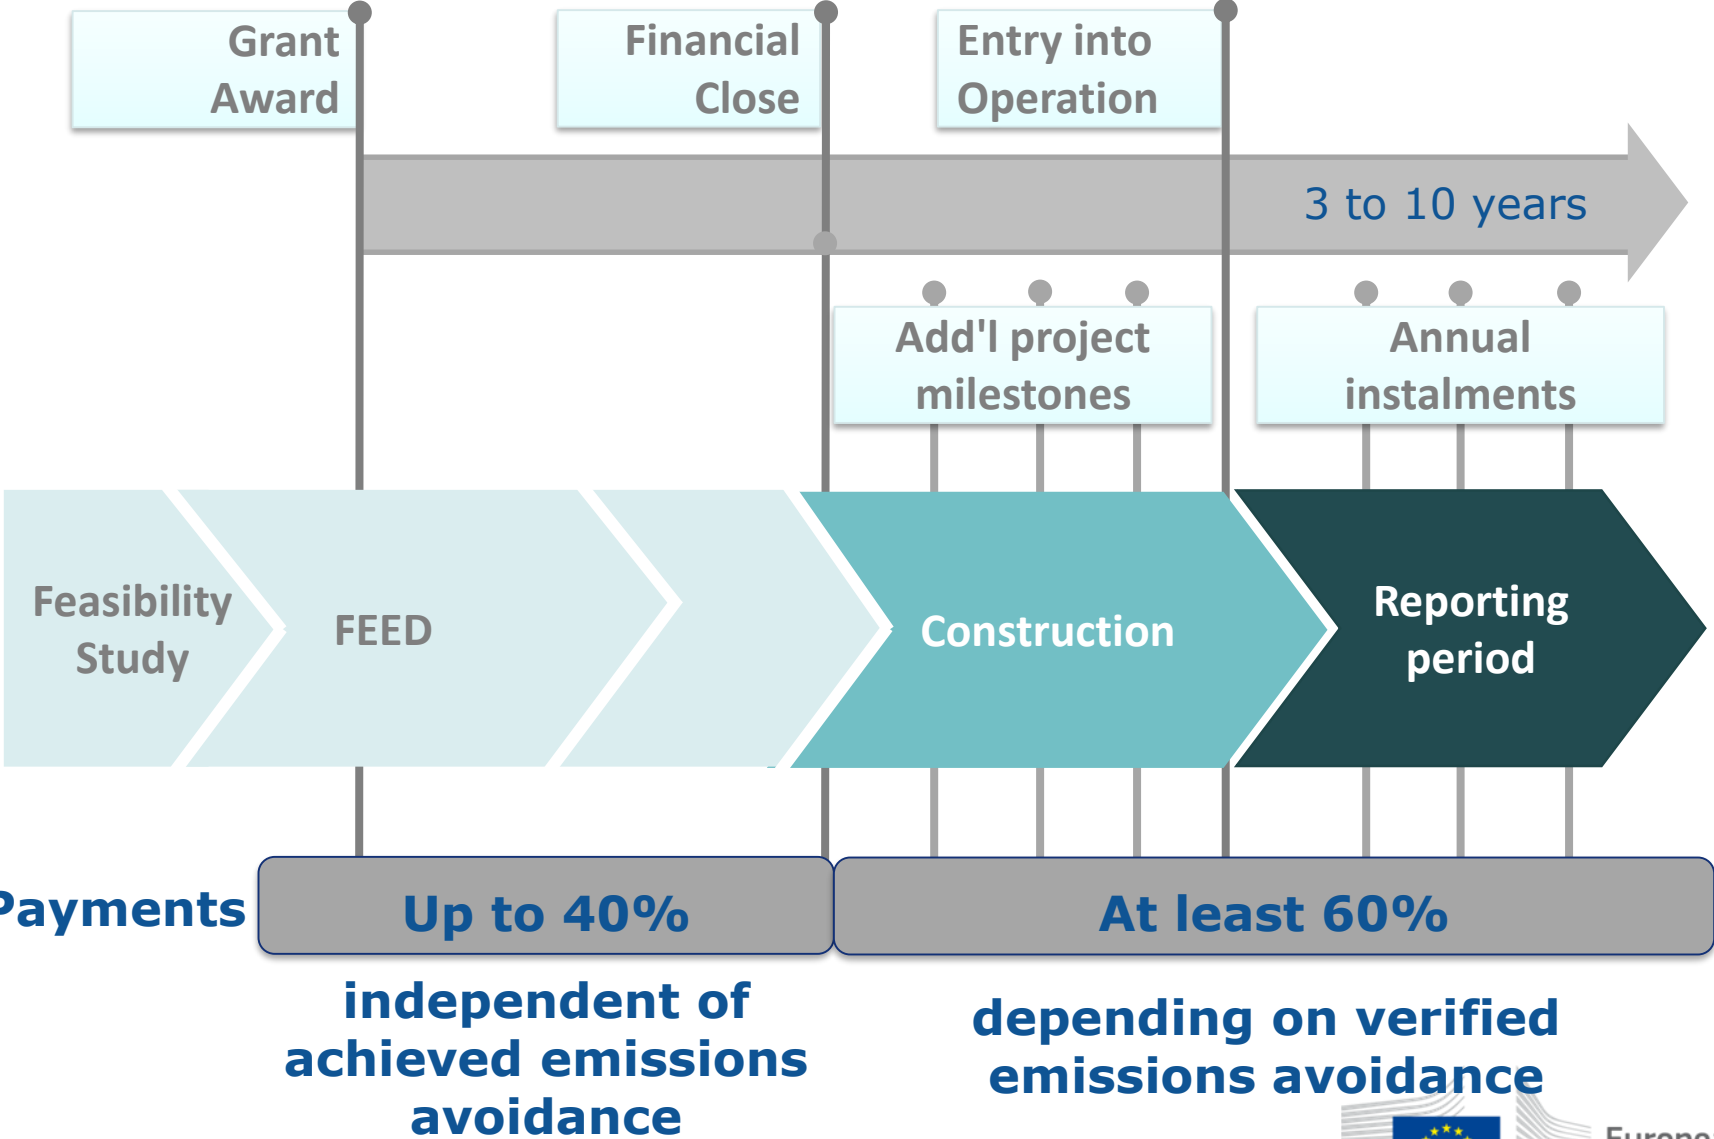 Grant
Award
Financial
Close
Entry into
Operation
3 to 10 years
Add'l project
milestones
Annual
instalments
Feasibility
Study
FEED
Construction
Reporting
period
Payments
Up to 40%
At least 60%
independent of
achieved emissions
avoidance
depending on verified
emissions avoidance